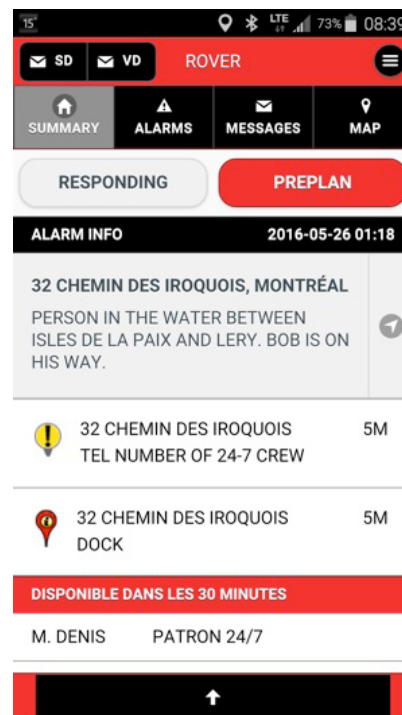 15°
LTE 73% 08:39
SD VD ROVER
SUMMARY ALARMS MESSAGES MAP
RESPONDING PREPLAN
ALARM INFO 2016-05-26 01:18
32 CHEMIN DES IROQUOIS, MONTRÉAL
PERSON IN THE WATER BETWEEN
ISLES DE LA PAIX AND LERY. BOB IS ON
HIS WAY.
32 CHEMIN DES IROQUOIS 5M
TEL NUMBER OF 24-7 CREW
32 CHEMIN DES IROQUOIS 5M
DOCK
DISPONIBLE DANS LES 30 MINUTES
M. DENIS PATRON 24/7